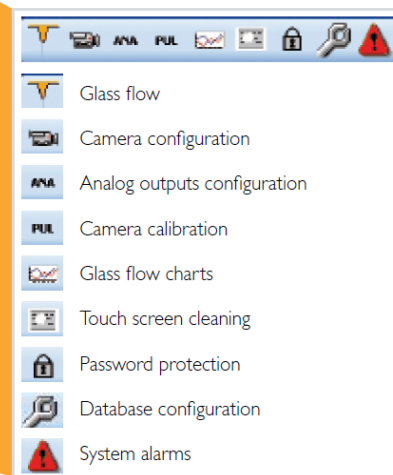 ANA PUL
Glass flow
Camera configuration
ANA Analog outputs configuration
PUL Camera calibration
Glass flow charts
Touch screen cleaning
Password protection
Database configuration
System alarms